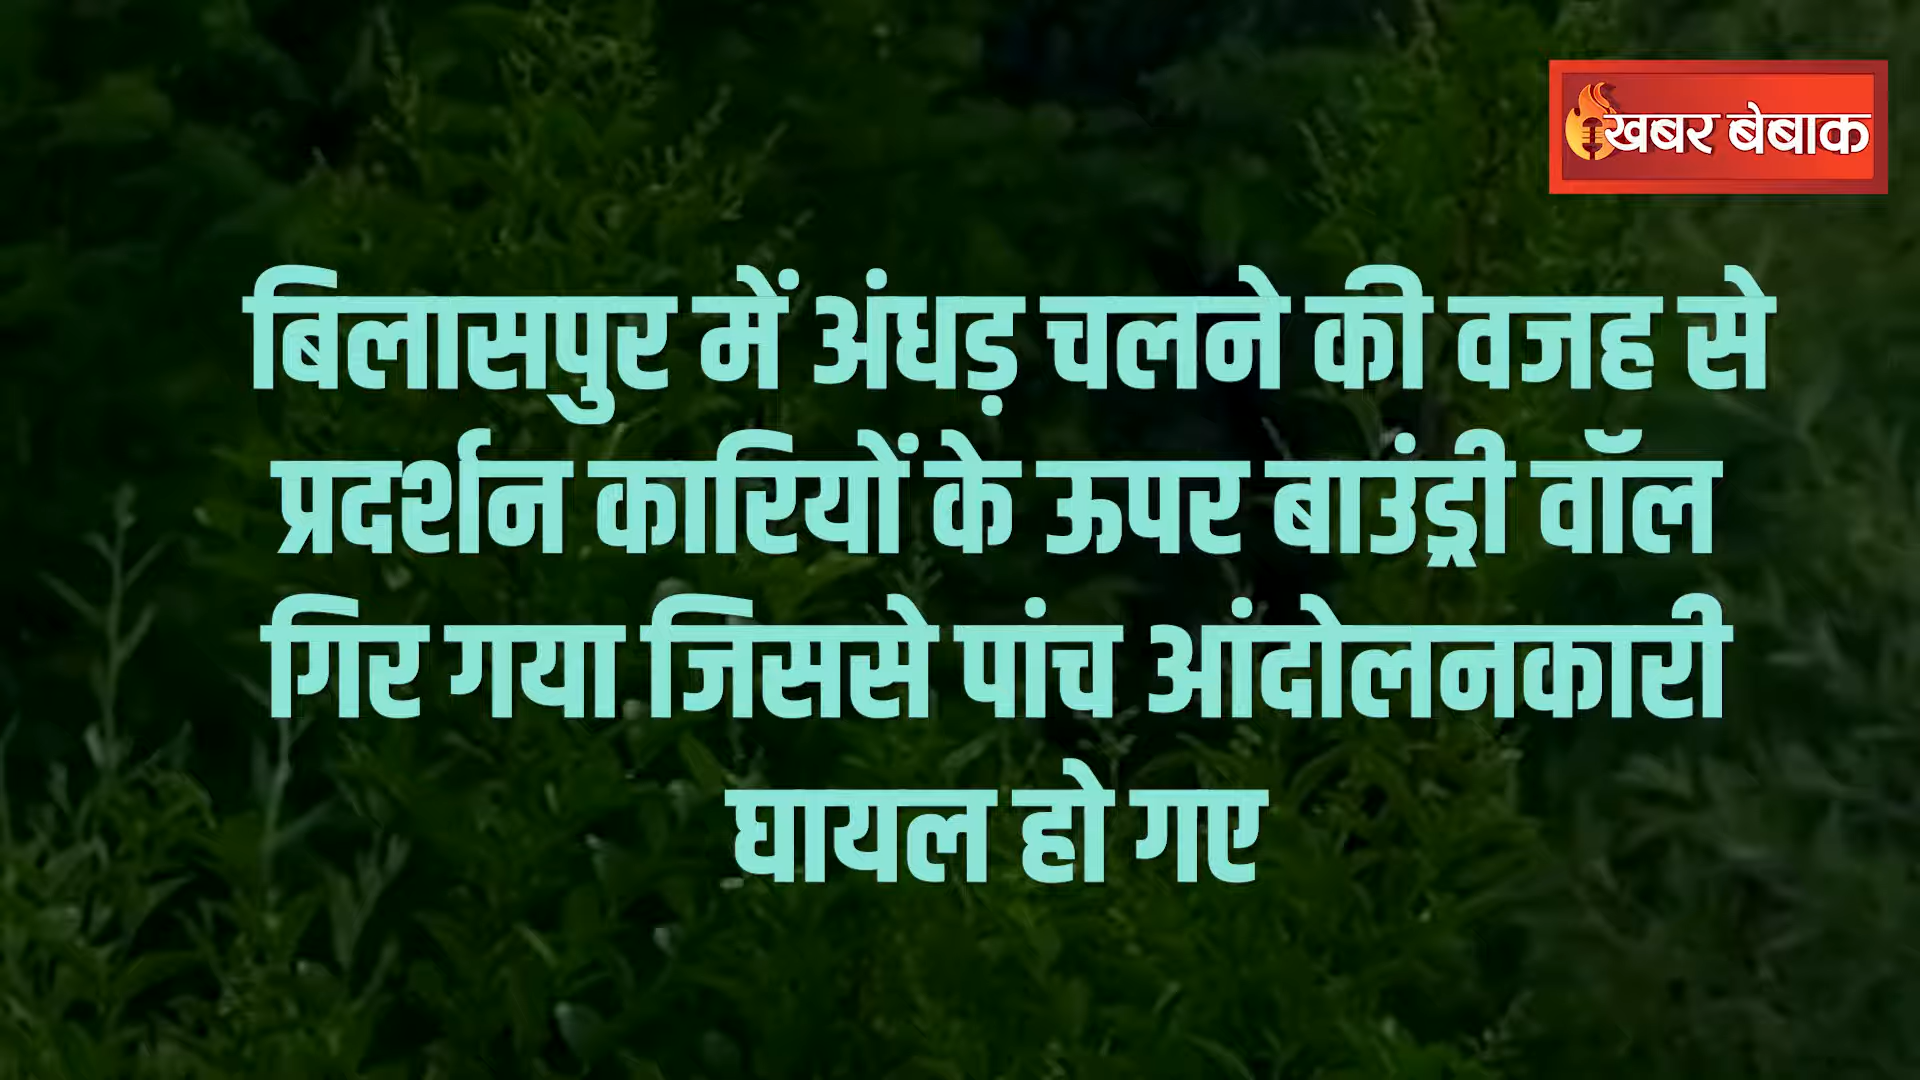 खबर बेबाक
बिलासपुर में अंधड़ चलने की वजह से
प्रदर्शन कारियों के ऊपर बाउंड्री वॉल
गिर गया जिससे पांच आंदोलनकारी
घायल हो गए